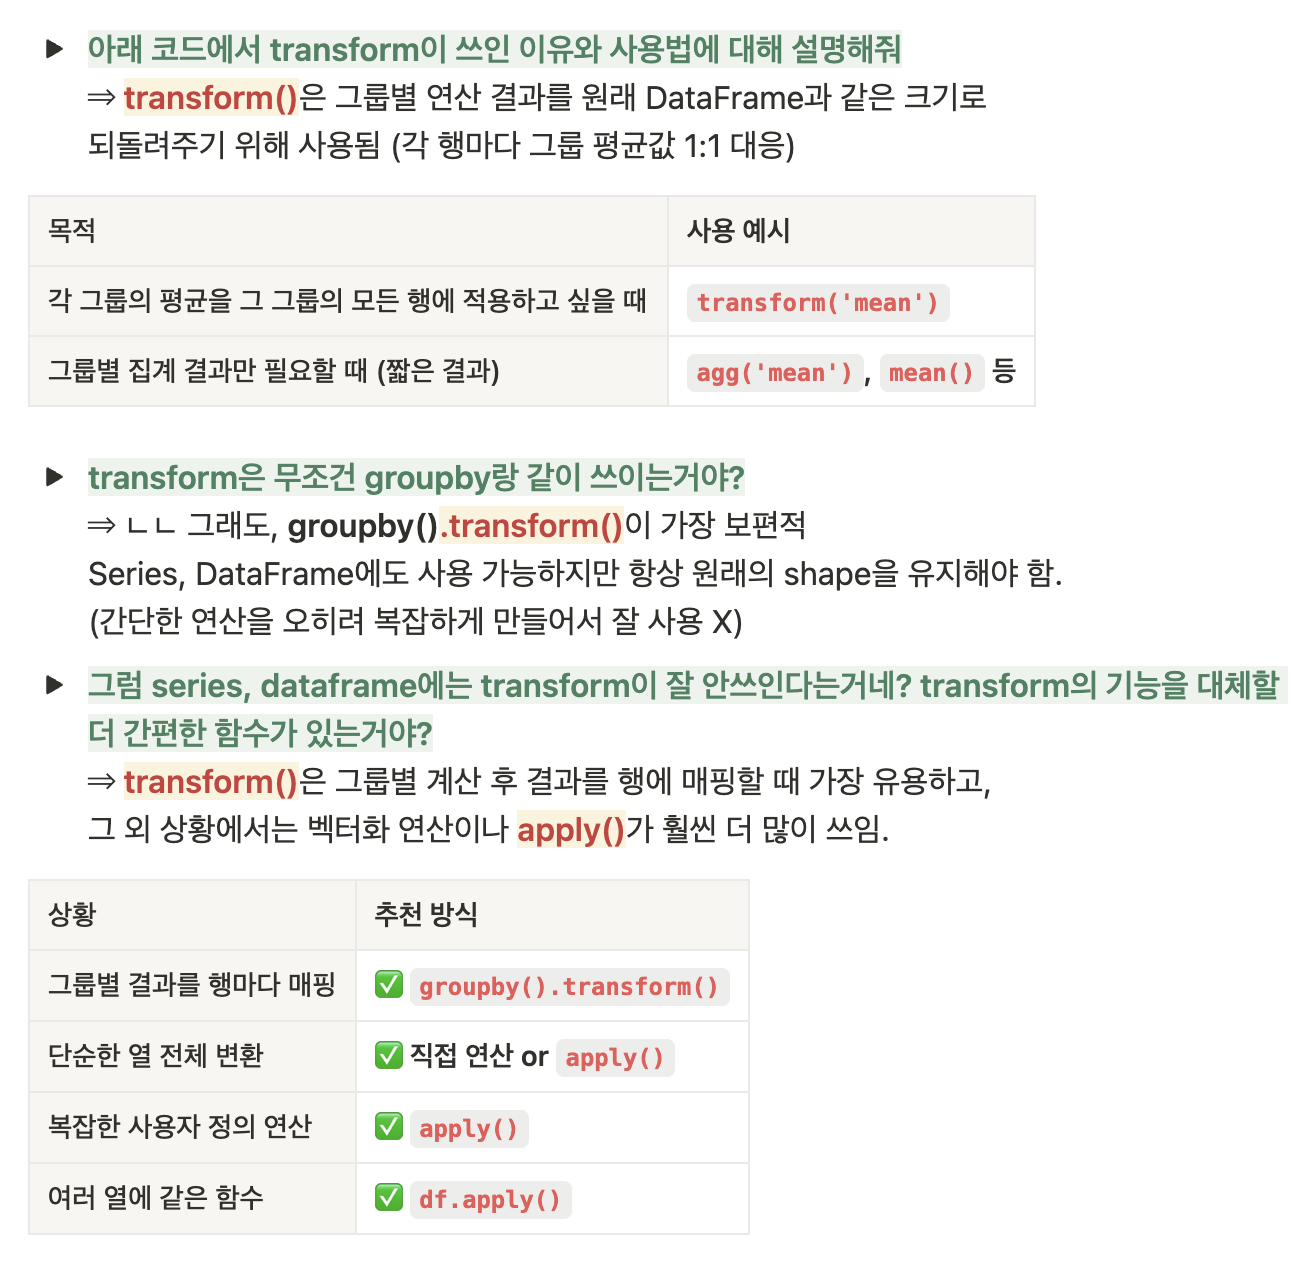 아래 코드에서 transform이 쓰인 이유와 사용법에 대해 설명해줘
⇒ transform()은 그룹별 연산 결과를 원래 DataFrame과 같은 크기로
되돌려주기 위해 사용됨 (각 행마다 그룹 평균값 1:1 대응)
목적 사용 예시
각 그룹의 평균을 그 그룹의 모든 행에 적용하고 싶을 때 transform('mean')
그룹별 집계 결과만 필요할 때 (짧은 결과) agg('mean'), mean() 등
transform은 무조건 groupby랑 같이 쓰이는거야?
⇒ ㄴㄴ 그래도, groupby().transform()이 가장 보편적
Series, DataFrame에도 사용 가능하지만 항상 원래의 shape을 유지해야 함.
(간단한 연산을 오히려 복잡하게 만들어서 잘 사용 X)
그럼 series, dataframe에는 transform이 잘 안쓰인다는거네? transform의 기능을 대체할
더 간편한 함수가 있는거야?
⇒ transform()은 그룹별 계산 후 결과를 행에 매핑할 때 가장 유용하고,
그 외 상황에서는 벡터화 연산이나 apply()가 훨씬 더 많이 쓰임.
상황 추천 방식
그룹별 결과를 행마다 매핑 ✅ groupby().transform()
단순한 열 전체 변환 ✅ 직접 연산 or apply()
복잡한 사용자 정의 연산 ✅ apply()
여러 열에 같은 함수 ✅ df.apply()